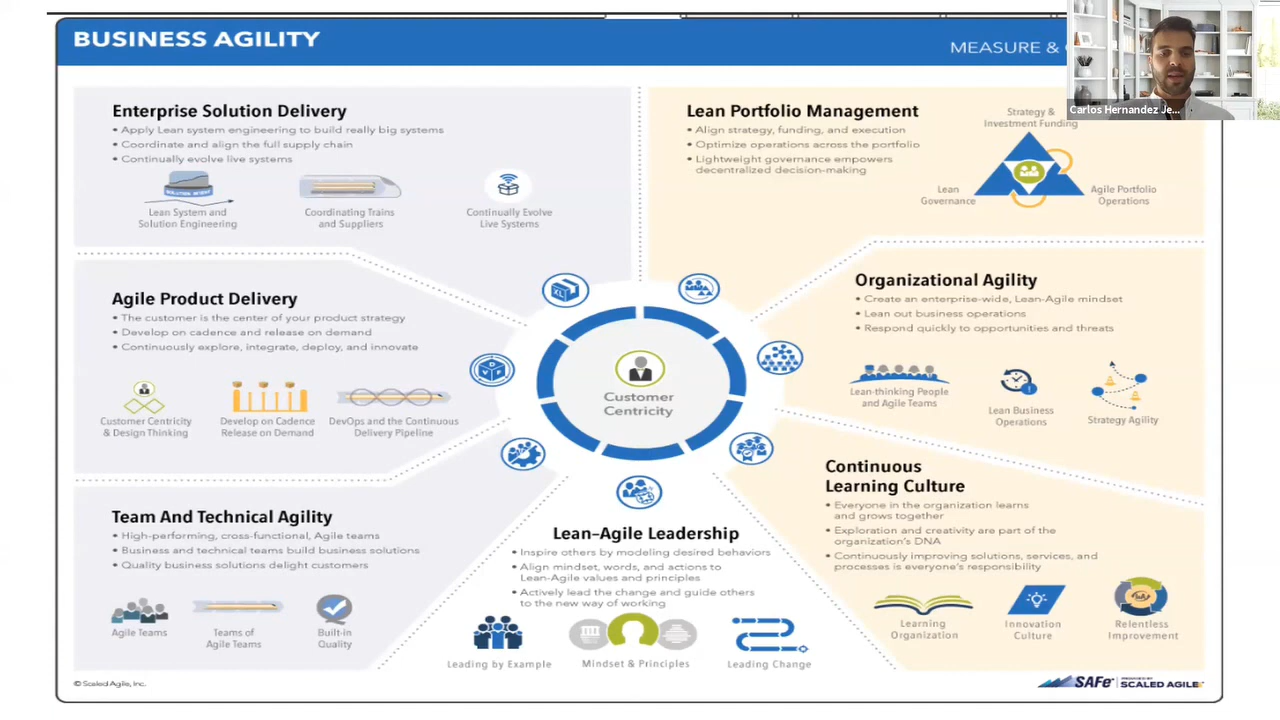 BUSINESS AGILITY
MEASURE &
Carlos Hernandez Je...
Enterprise Solution Delivery
• Apply Lean system engineering to build really big systems
• Coordinate and align the full supply chain
• Continually evolve live systems
Lean System and
Solution Engineering
Coordinating Trains
and Suppliers
Continually Evolve
Live Systems
Lean Portfolio Management
• Align strategy, funding, and execution
• Optimize operations across the portfolio
• Lightweight governance empowers
decentralized decision-making
Strategy &
Investment Funding
Lean
Governance
Agile Portfolio
Operations
Agile Product Delivery
• The customer is the center of your product strategy
• Develop on cadence and release on demand
• Continuously explore, integrate, deploy, and innovate
Customer Centricity
& Design Thinking
Develop on Cadence
Release on Demand
DevOps and the Continuous
Delivery Pipeline
Customer
Centricity
Organizational Agility
• Create an enterprise-wide, Lean-Agile mindset
• Lean out business operations
• Respond quickly to opportunities and threats
Lean-thinking People
and Agile Teams
Lean Business
Operations
Strategy Agility
Team And Technical Agility
• High-performing, cross-functional, Agile teams
• Business and technical teams build business solutions
• Quality business solutions delight customers
Agile Teams
Teams of
Agile Teams
Built-in
Quality
Lean–Agile Leadership
• Inspire others by modeling desired behaviors
• Align mindset, words, and actions to
Lean-Agile values and principles
• Actively lead the change and guide others
to the new way of working
Leading by Example
Mindset & Principles
Leading Change
Continuous
Learning Culture
• Everyone in the organization learns
and grows together
• Exploration and creativity are part of the
organization's DNA
• Continuously improving solutions, services, and
processes is everyone's responsibility
Learning
Organization
Innovation
Culture
Relentless
Improvement
© Scaled Agile, Inc.
SAFe
SCALED AGILE